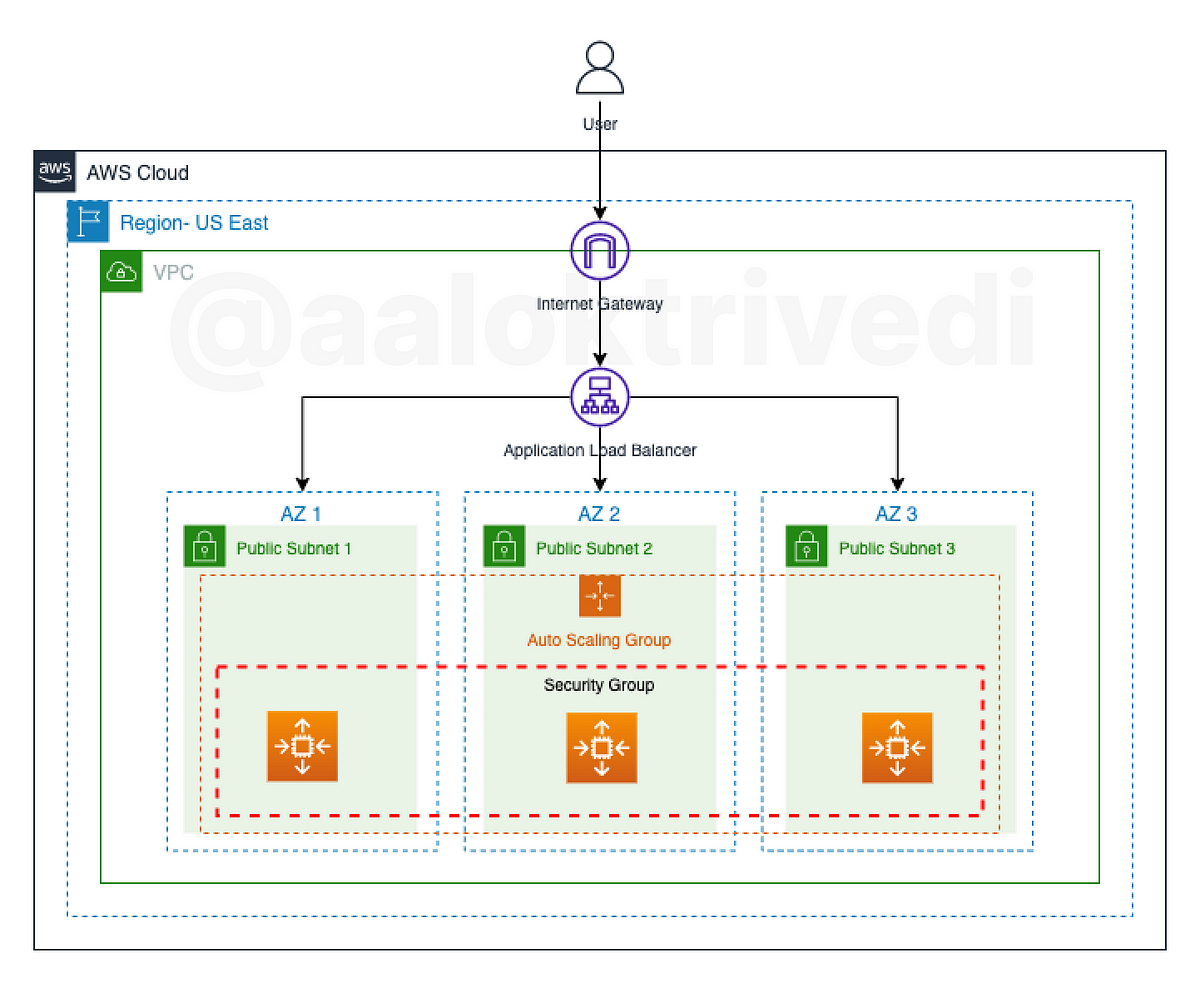 User
aws
AWS Cloud
Region- US East
VPC
@aaloktrivedi
Internet Gateway
Application Load Balancer
AZ 1
AZ 2
AZ 3
Public Subnet 1
Public Subnet 2
Public Subnet 3
Auto Scaling Group
Security Group